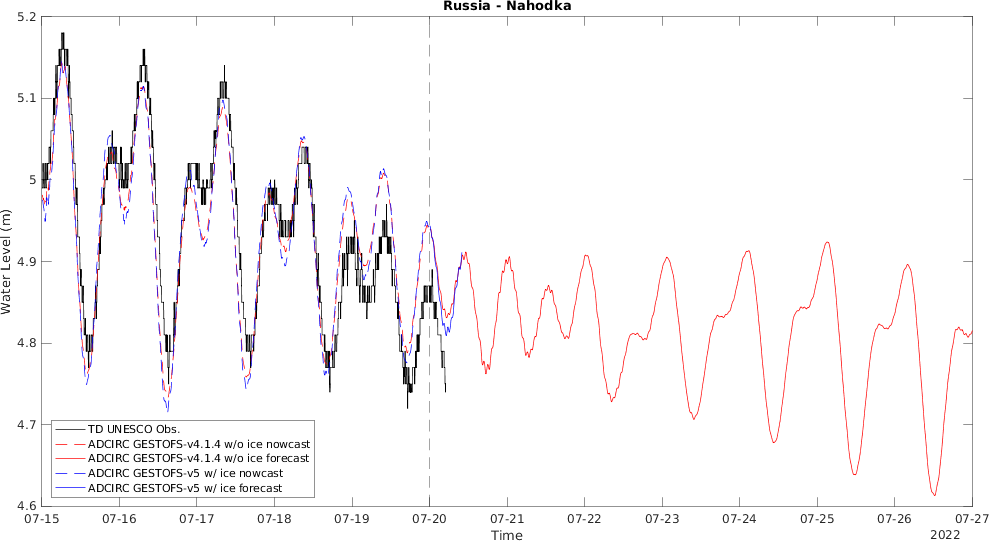 Russia - Nahodka
5.2
5.1
5
4.9
4.8
4.7
4.6
Water Level (m)
TD UNESCO Obs.
ADCIRC GESTOFS-v4.1.4 w/o ice nowcast
ADCIRC GESTOFS-v4.1.4 w/o ice forecast
ADCIRC GESTOFS-v5 w/ ice nowcast
ADCIRC GESTOFS-v5 w/ ice forecast
07-15 07-16 07-17 07-18 07-19 07-20 07-21 07-22 07-23 07-24 07-25 07-26 07-27
Time
2022